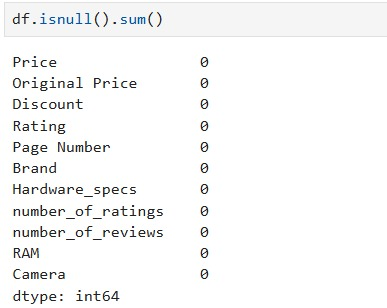 df.isnull().sum()
Price 0
Original Price 0
Discount 0
Rating 0
Page Number 0
Brand 0
Hardware_specs 0
number_of_ratings 0
number_of_reviews 0
RAM 0
Camera 0
dtype: int64